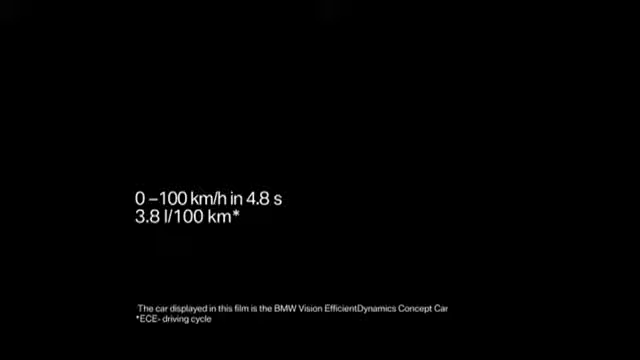 0 –100 km/h in 4.8 s
3.8 l/100 km*
The car displayed in this film is the BMW Vision EfficientDynamics Concept Car
*ECE- driving cycle